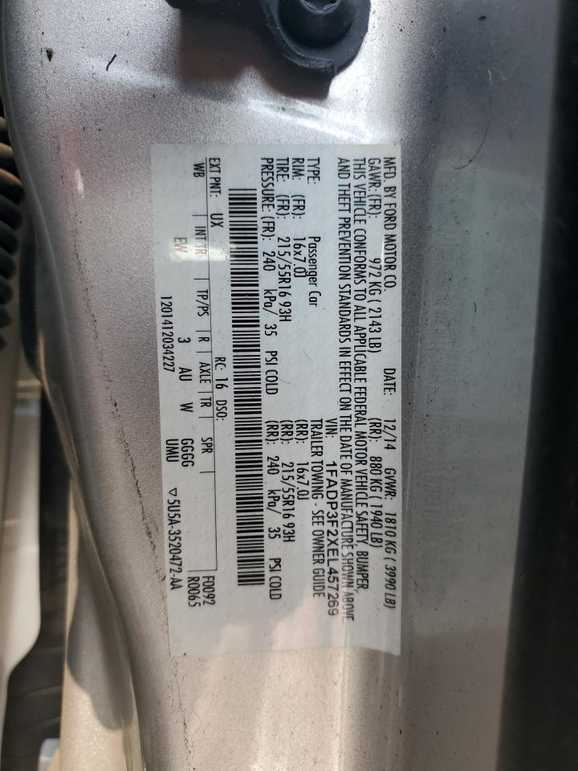 MFD. BY FORD MOTOR CO.
DATE: 12/14 GVWR: 1810 KG ( 3990 LB)
GAWR: (FR): 972 KG ( 2143 LB) (RR): 880 KG ( 1940 LB)
THIS VEHICLE CONFORMS TO ALL APPLICABLE FEDERAL MOTOR VEHICLE SAFETY, BUMPER,
AND THEFT PREVENTION STANDARDS IN EFFECT ON THE DATE OF MANUFACTURE SHOWN ABOVE
VIN: 1FADP3F2XEL457269
TYPE: Passenger Car TRAILER TOWING - SEE OWNER GUIDE
RIM: (FR): 16x7.0J (RR): 16x7.0J
TIRE: (FR): 215/55R16 93H (RR): 215/55R16 93H
PRESSURE: (FR): 240 kPa/ 35 PSI COLD (RR): 240 kPa/ 35 PSI COLD
EXT PNT: UX RC: 16 DSO: F0092
WB INT TR TP/PS R AXLE TR SPR R0065
EW 3 AU W GGGG
UMU
1201412034227 ▽ 5U5A-3520472-AA